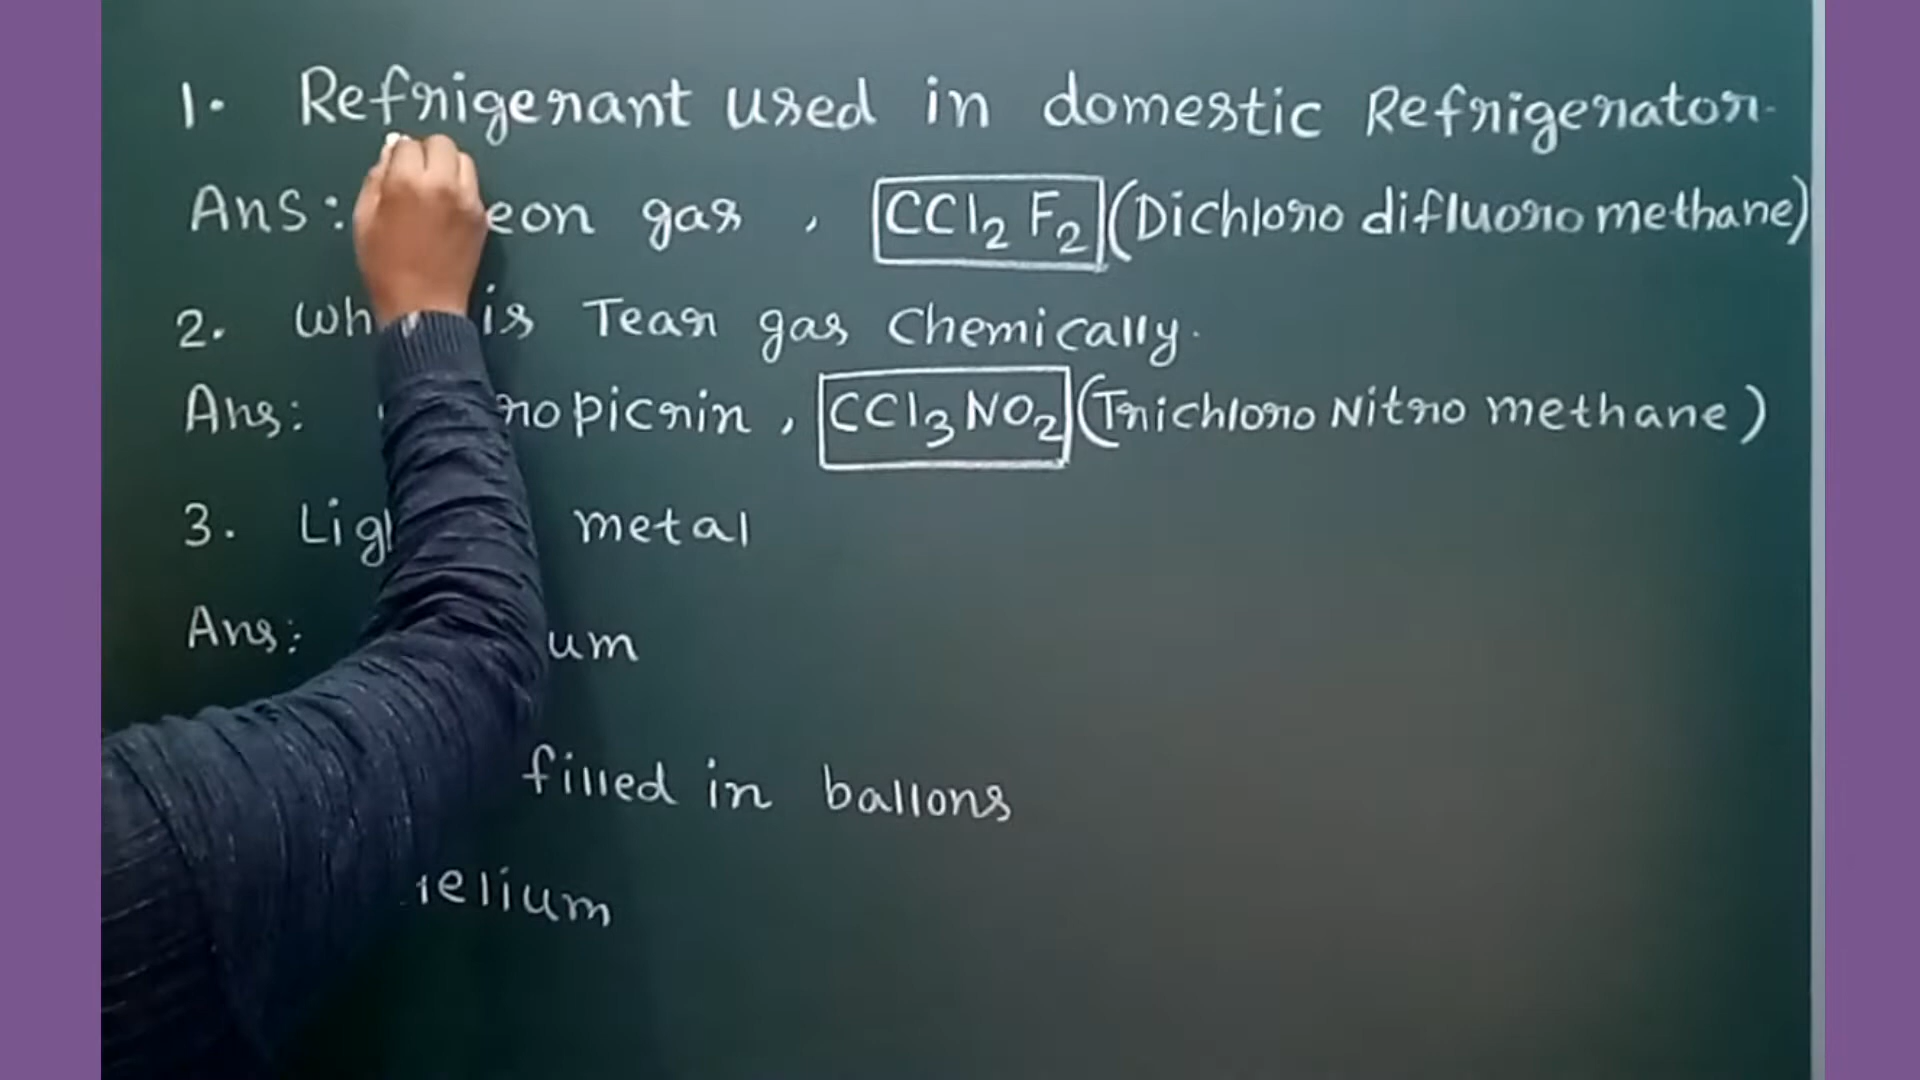 1. Refrigerant used in domestic Refrigerator.
Ans: eon gas, CCl₂ F₂ (Dichloro difluoro methane)
2. Wh is Tear gas Chemically.
Ans: ropicrin, CCl₃NO₂ (Trichloro Nitro methane)
3. Lig metal
Ans: um
filled in ballons
elium